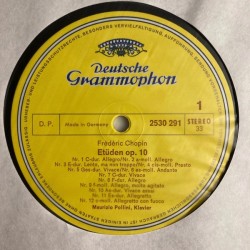 Deutsche
Grammophon
O.P.
Made in Germany
2530 291
STEREO
33
1
Frédéric Chopin
Etüden op. 10
Nr. 1 C-dur. Allegro/Nr. 2 a-moll. Allegro
Nr. 3 E-dur. Lento, ma non troppo/Nr. 4 cis-moll. Presto
Nr. 5 Ges-dur. Vivace/Nr. 6 es-moll. Andante
Nr. 7 C-dur. Vivace
Nr. 8 F-dur. Allegro
Nr. 9 f-moll. Allegro, molto agitato
Nr. 10 As-dur. Vivace assai
Nr. 11 Es-dur. Allegretto
Nr. 12 c-moll. Allegro con fuoco
Maurizio Pollini, Klavier